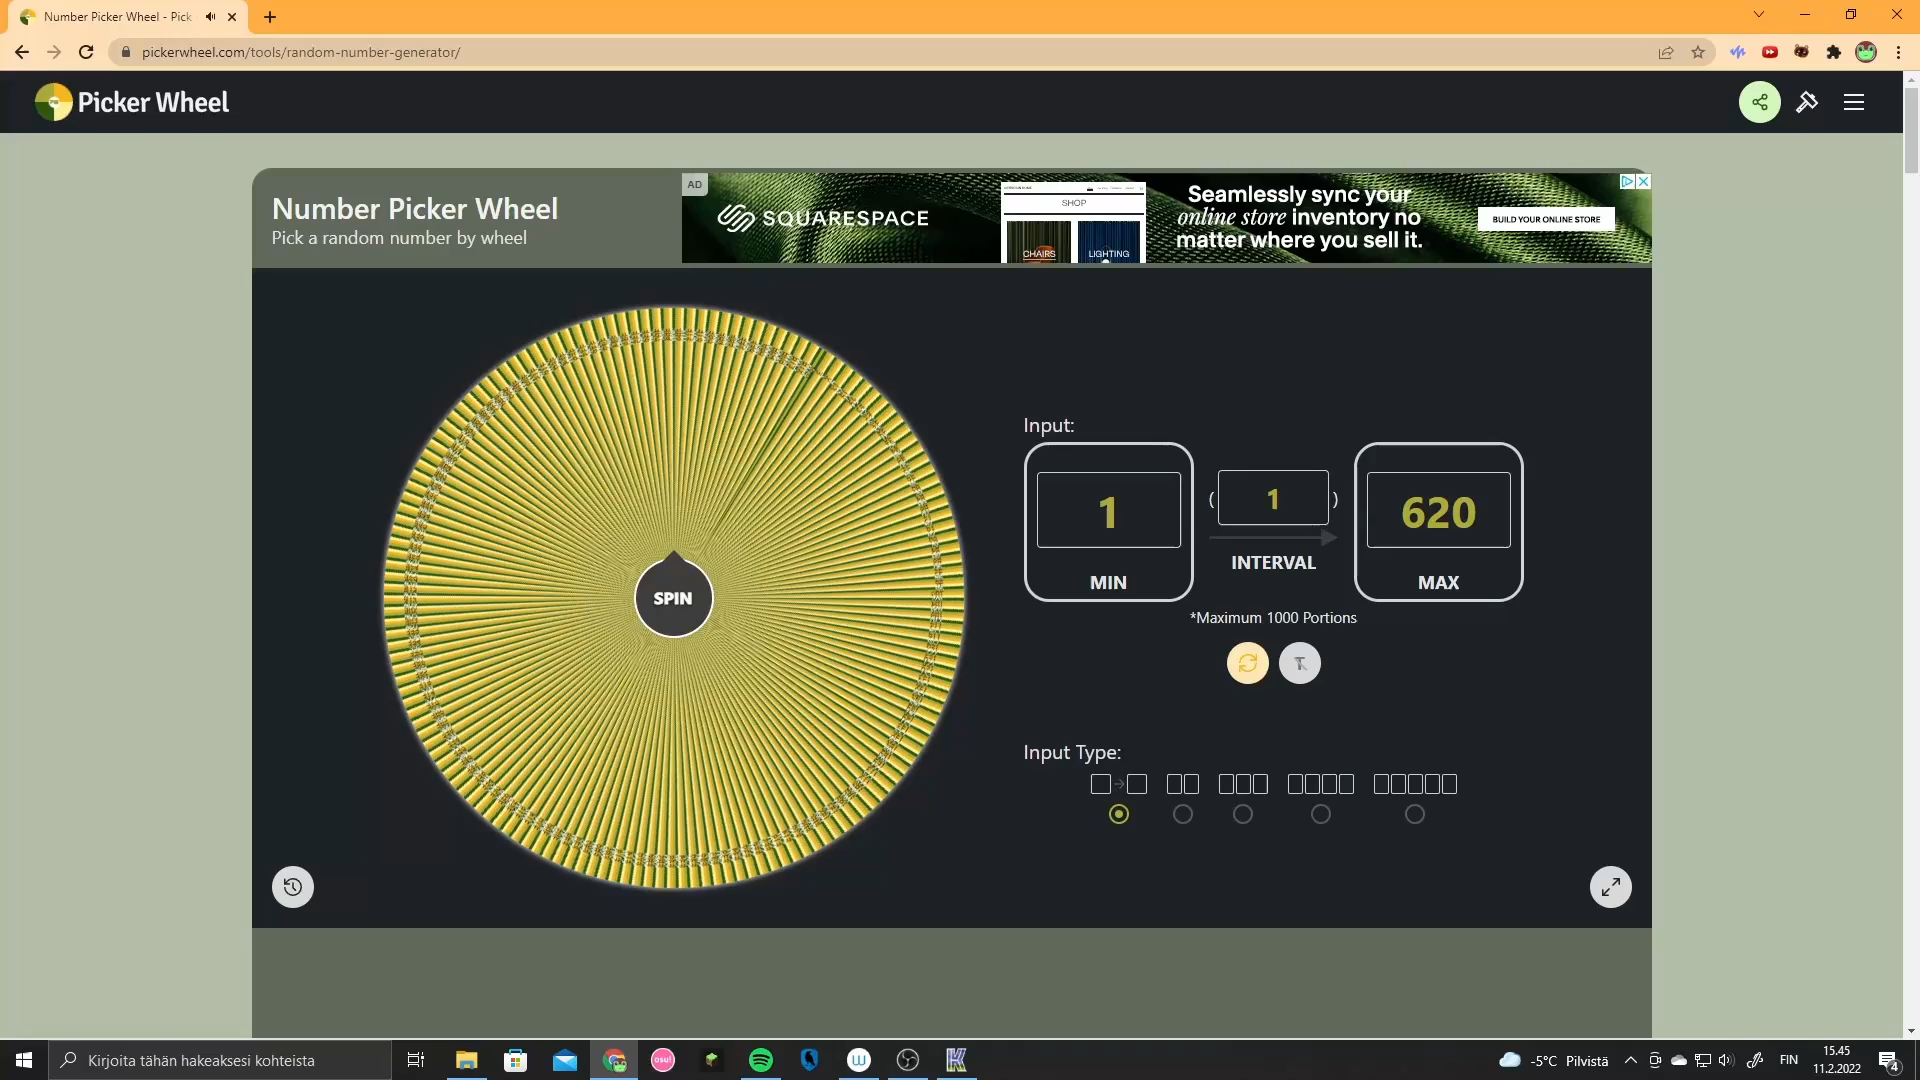 Number Picker Wheel - Pick
pickerwheel.com/tools/random-number-generator/
Picker Wheel
Number Picker Wheel
Pick a random number by wheel
AD
SQUARESPACE
SHOP
CHAIRS
LIGHTING
Seamlessly sync your
online store inventory no
matter where you sell it.
BUILD YOUR ONLINE STORE
SPIN
Input:
1
MIN
( 1 )
INTERVAL
620
MAX
*Maximum 1000 Portions
Input Type:
Kirjoita tähän hakeaksesi kohteista
osu!
-5°C Pilvistä
FIN
15.45
11.2.2022
4